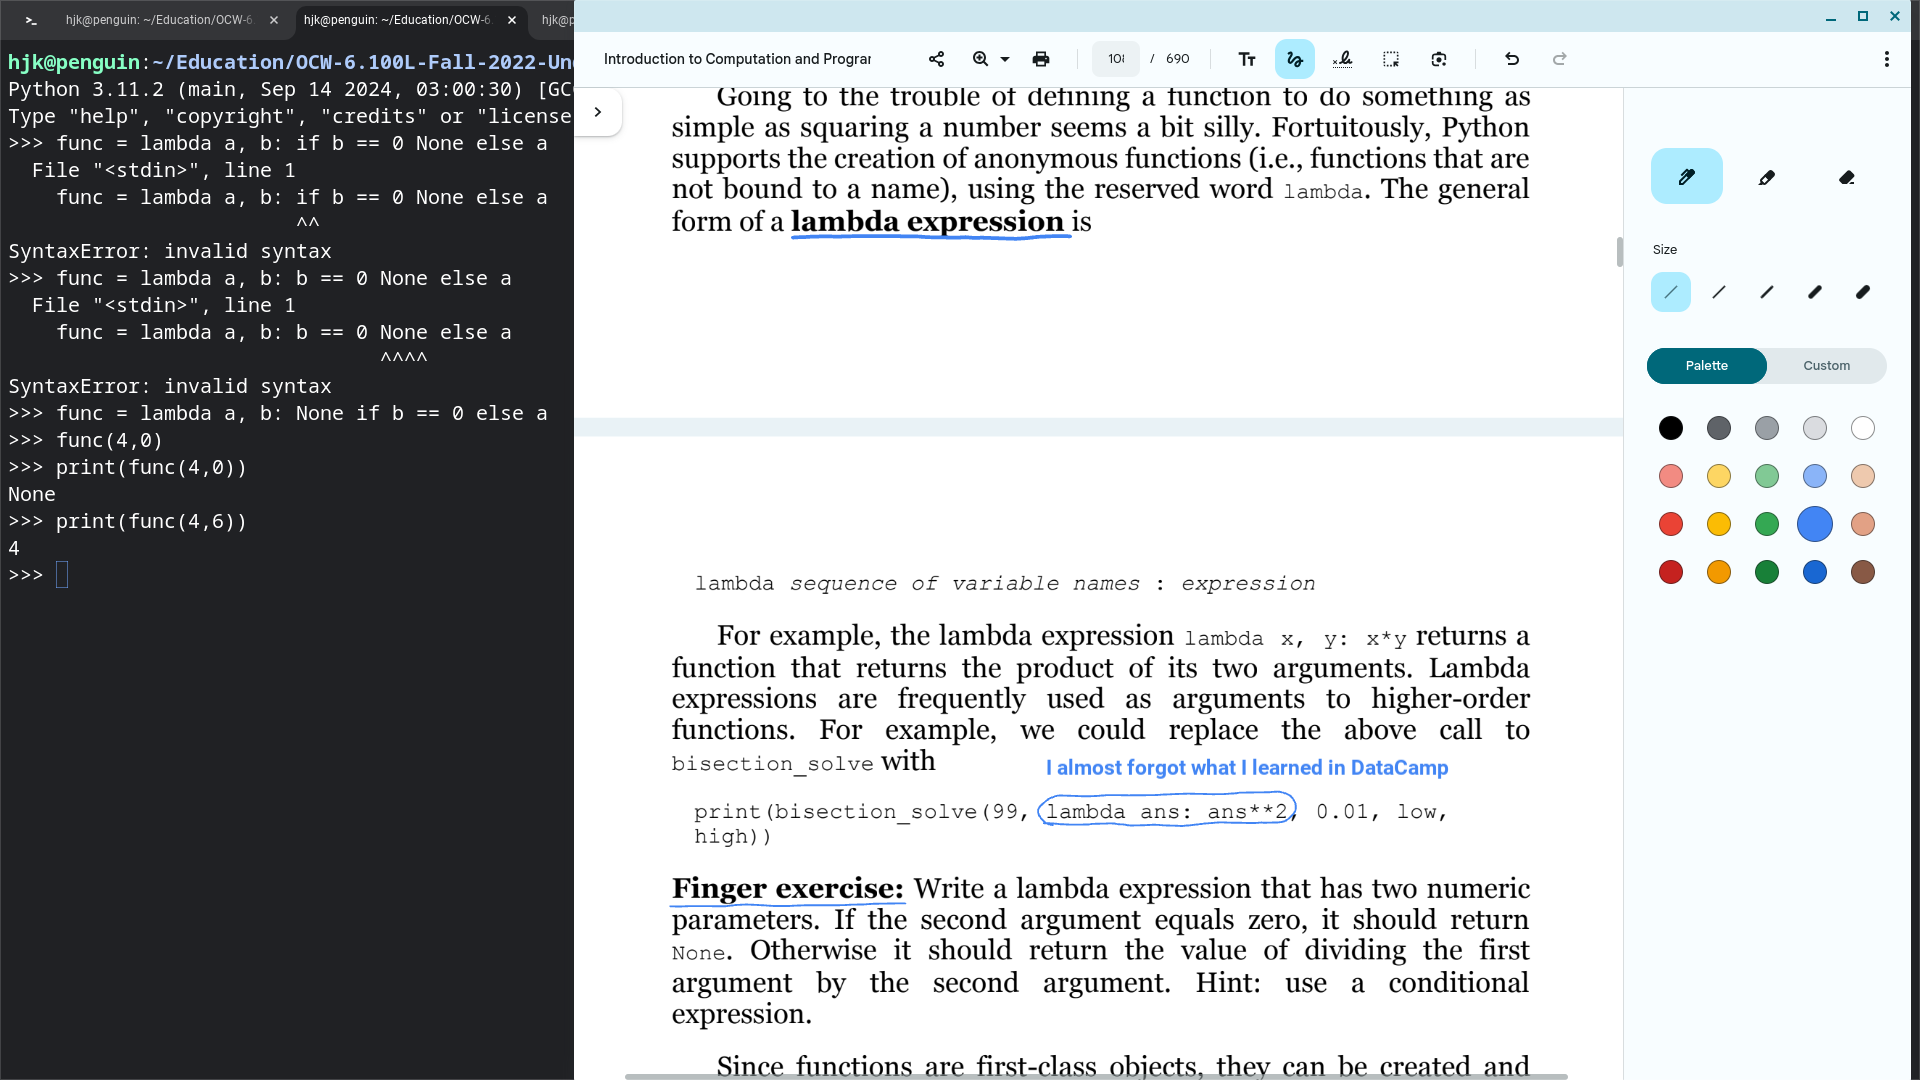 hjk@penguin: ~/Education/OCW-6.
hjk@penguin: ~/Education/OCW-6.
hjk@p
hjk@penguin:~/Education/OCW-6.100L-Fall-2022-Un
Python 3.11.2 (main, Sep 14 2024, 03:00:30) [GC
Type "help", "copyright", "credits" or "license
>>> func = lambda a, b: if b == 0 None else a
  File "<stdin>", line 1
    func = lambda a, b: if b == 0 None else a
                        ^^
SyntaxError: invalid syntax
>>> func = lambda a, b: b == 0 None else a
  File "<stdin>", line 1
    func = lambda a, b: b == 0 None else a
                               ^^^^
SyntaxError: invalid syntax
>>> func = lambda a, b: None if b == 0 else a
>>> func(4,0)
>>> print(func(4,0))
None
>>> print(func(4,6))
4
>>>
Introduction to Computation and Prograr
108 / 690
Going to the trouble of defining a function to do something as
simple as squaring a number seems a bit silly. Fortuitously, Python
supports the creation of anonymous functions (i.e., functions that are
not bound to a name), using the reserved word lambda. The general
form of a lambda expression is
lambda sequence of variable names : expression
For example, the lambda expression lambda x, y: x*y returns a
function that returns the product of its two arguments. Lambda
expressions are frequently used as arguments to higher-order
functions. For example, we could replace the above call to
bisection_solve with
I almost forgot what I learned in DataCamp
print(bisection_solve(99, lambda ans: ans**2, 0.01, low,
high))
Finger exercise: Write a lambda expression that has two numeric
parameters. If the second argument equals zero, it should return
None. Otherwise it should return the value of dividing the first
argument by the second argument. Hint: use a conditional
expression.
Since functions are first-class objects, they can be created and
Size
Palette
Custom